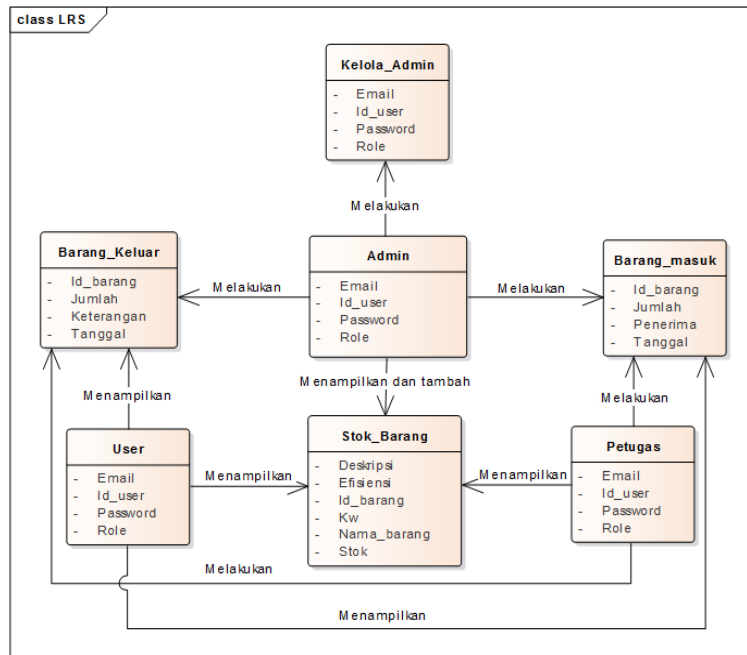 class LRS
Kelola_Admin
- Email
- Id_user
- Password
- Role
Melakukan
Barang_Keluar
- Id_barang
- Jumlah
- Keterangan
- Tanggal
Melakukan
Admin
- Email
- Id_user
- Password
- Role
Melakukan
Barang_masuk
- Id_barang
- Jumlah
- Penerima
- Tanggal
Menampilkan
Menampilkan dan tambah
Melakukan
User
- Email
- Id_user
- Password
- Role
Menampilkan
Stok_Barang
- Deskripsi
- Efisiensi
- Id_barang
- Kw
- Nama_barang
- Stok
Menampilkan
Petugas
- Email
- Id_user
- Password
- Role
Melakukan
Menampilkan